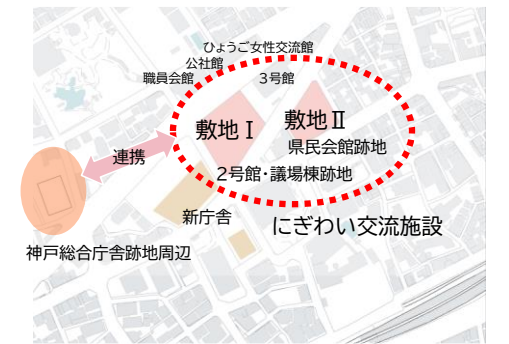 ひょうご女性交流館
公社館
職員会館
3号館
敷地Ⅰ
敷地Ⅱ
県民会館跡地
連携
2号館・議場棟跡地
新庁舎
にぎわい交流施設
神戸総合庁舎跡地周辺